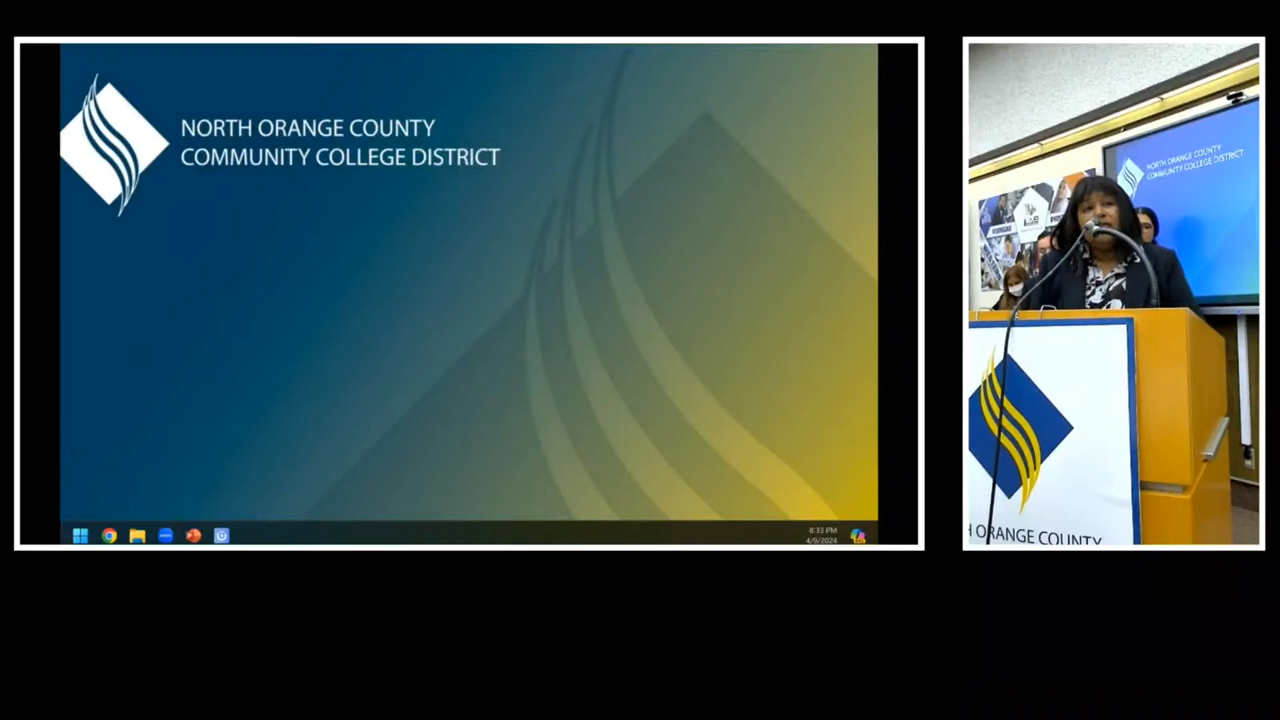 NORTH ORANGE COUNTY
COMMUNITY COLLEGE DISTRICT
8:33 PM
4/9/2024
NORTH ORANGE COUNTY
COMMUNITY COLLEGE DISTRICT
H ORANGE COUNTY